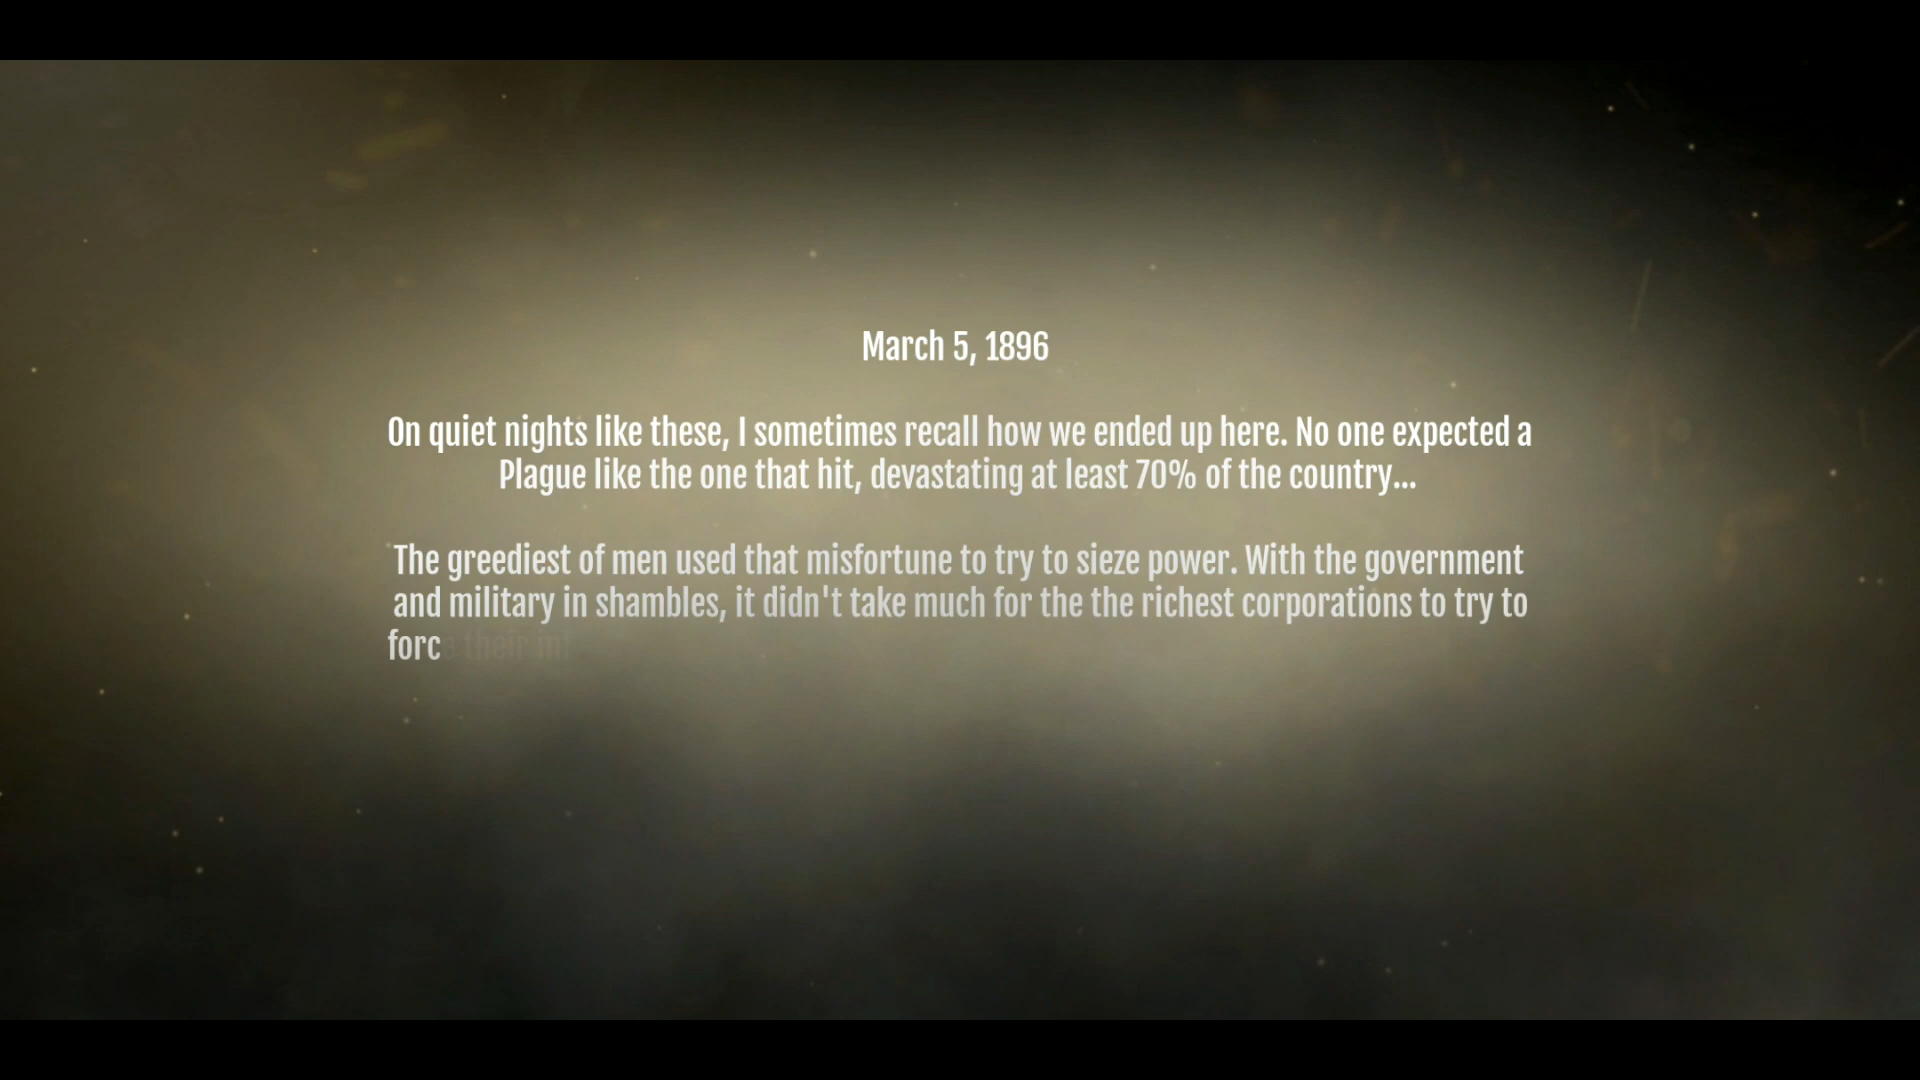 March 5, 1896
On quiet nights like these, I sometimes recall how we ended up here. No one expected a
Plague like the one that hit, devastating at least 70% of the country...
The greediest of men used that misfortune to try to sieze power. With the government
and military in shambles, it didn't take much for the the richest corporations to try to
force their